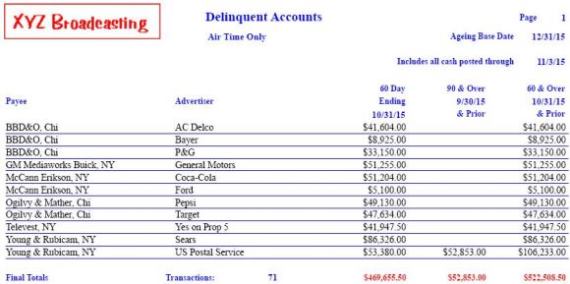 XYZ Broadcasting
Delinquent Accounts
Page 1
Air Time Only
Ageing Base Date 12/31/15
Includes all cash posted through 11/3/15
60 Day 90 & Over 60 & Over
Ending 9/30/15 10/31/15
Payee Advertiser 10/31/15 & Prior & Prior
BBD&O, Chi AC Delco $41,604.00 $41,604.00
BBD&O, Chi Bayer $8,925.00 $8,925.00
BBD&O, Chi P&G $33,150.00 $33,150.00
GM Mediaworks Buick, NY General Motors $51,255.00 $51,255.00
McCann Erikson, NY Coca-Cola $51,204.00 $51,204.00
McCann Erikson, NY Ford $5,100.00 $5,100.00
Ogilvy & Mather, Chi Pepsi $49,130.00 $49,130.00
Ogilvy & Mather, Chi Target $47,634.00 $47,634.00
Televest, NY Yes on Prop 5 $41,947.50 $41,947.50
Young & Rubicam, NY Sears $86,326.00 $86,326.00
Young & Rubicam, NY US Postal Service $53,380.00 $52,853.00 $106,233.00
Final Totals Transactions: 71 $469,655.50 $52,853.00 $522,508.50